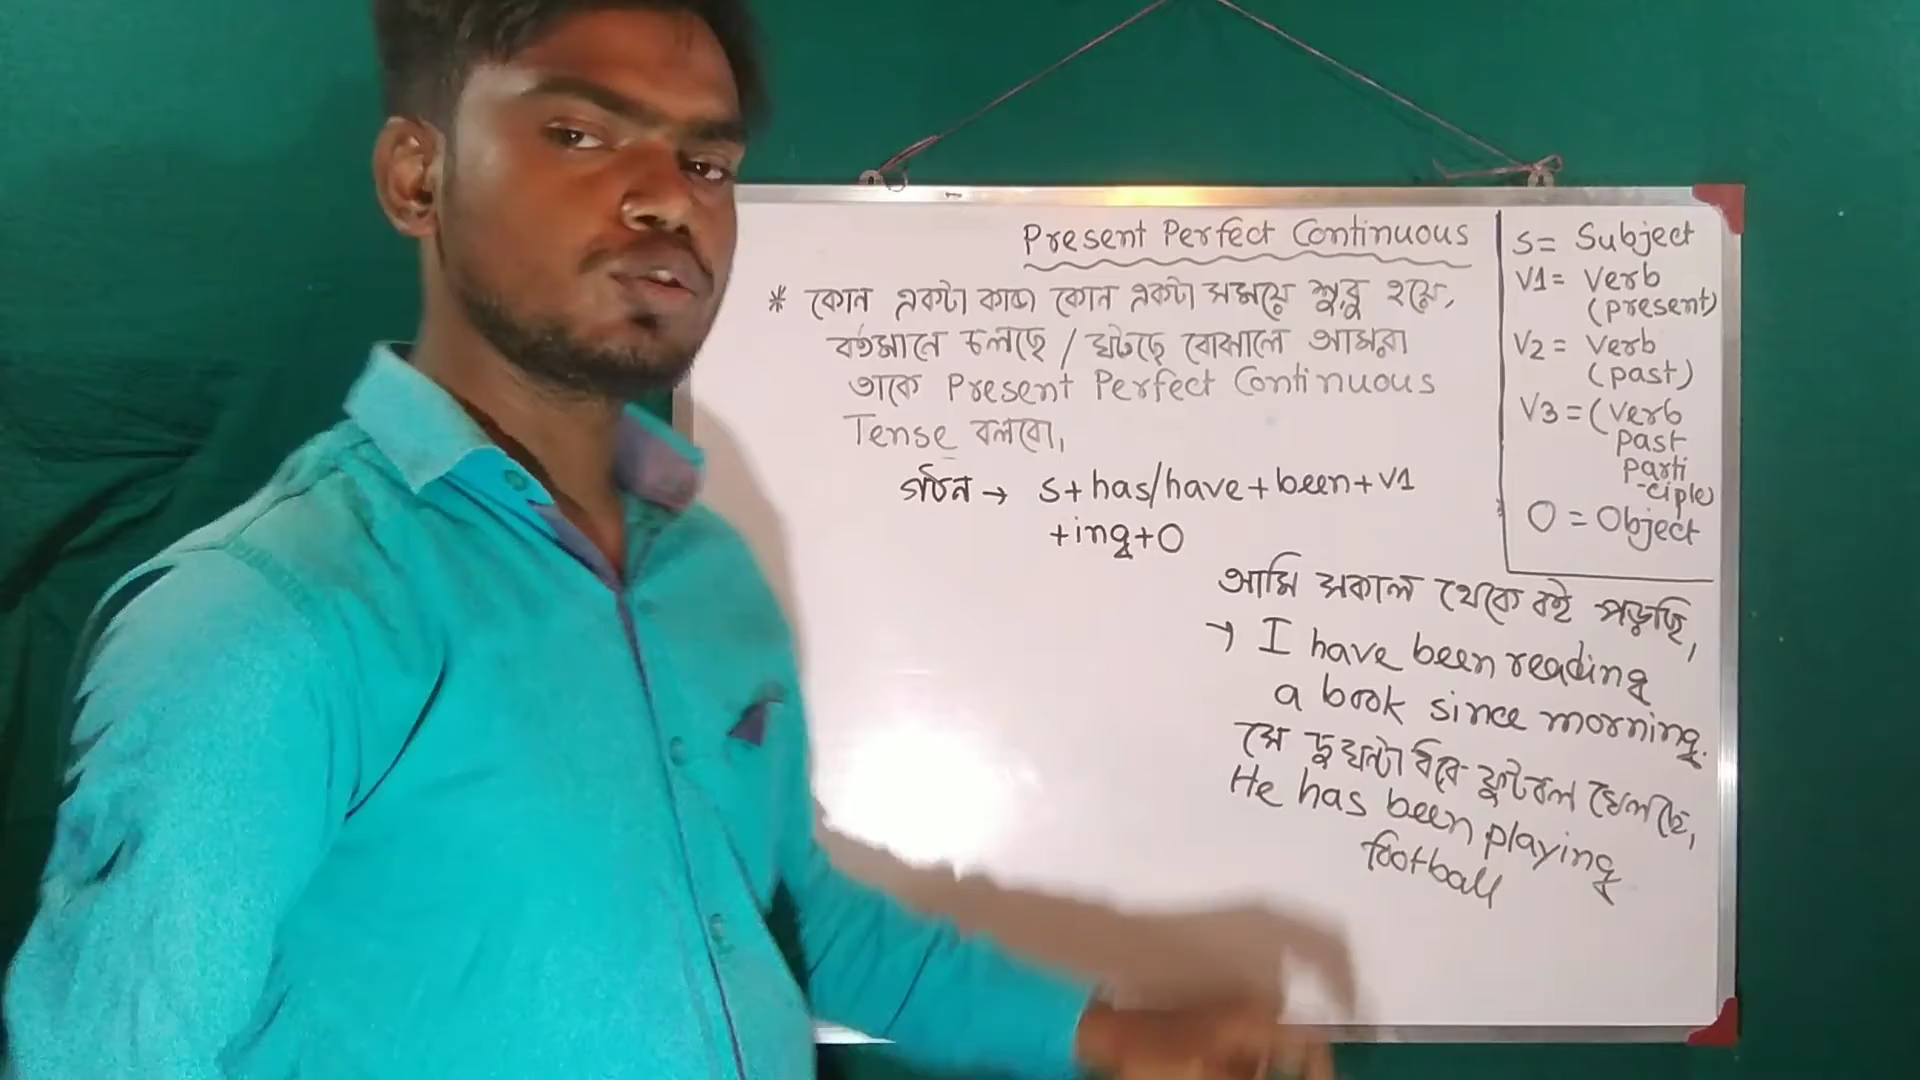 Present Perfect Continuous
* কোন একটা কাজ কোন একটা সময়ে শুরু হয়ে,
বর্তমানে চলছে / ঘটছে বোঝালে আমরা
তাকে Present Perfect Continuous
Tense বলবো,
গঠন → S+has/have+been+V1
+ing+O
S= Subject
V1= Verb
(present)
V2= Verb
(past)
V3=(Verb
past
parti
-ciple)
O = Object
আমি সকাল থেকে বই পড়ছি,
→ I have been reading
a book since morning.
সে দু ঘন্টা ধরে ফুটবল খেলছে,
He has been playing
football